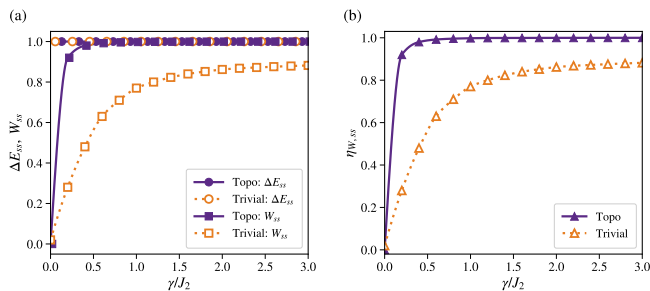 (a)
1.0
0.8
0.6
0.4
0.2
0.0
ΔE_ss, W_ss
Topo: ΔE_ss
Trivial: ΔE_ss
Topo: W_ss
Trivial: W_ss
0.0 0.5 1.0 1.5 2.0 2.5 3.0
γ/J₂
(b)
1.0
0.8
0.6
0.4
0.2
0.0
η_W,ss
Topo
Trivial
0.0 0.5 1.0 1.5 2.0 2.5 3.0
γ/J₂